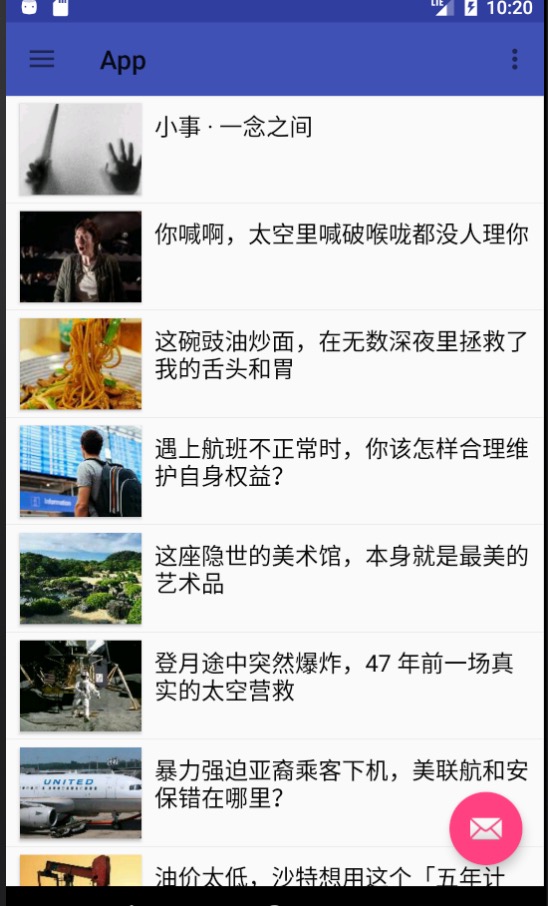 LTE 10:20
App
小事 · 一念之间
你喊啊，太空里喊破喉咙都没人理你
这碗豉油炒面，在无数深夜里拯救了
我的舌头和胃
遇上航班不正常时，你该怎样合理维
护自身权益？
Information
这座隐世的美术馆，本身就是最美的
艺术品
登月途中突然爆炸，47 年前一场真
实的太空营救
暴力强迫亚裔乘客下机，美联航和安
保错在哪里？
UNITED
油价太低，沙特想用这个「五年计